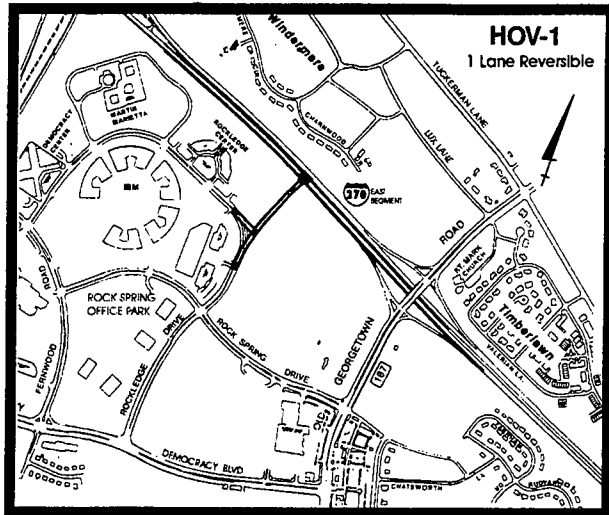 HOV-1
1 Lane Reversible
Windermere
TUCKERMAN LANE
DEMOCRACY
CENTER
MARTIN
MARIETTA
ROCKLEDGE
CENTER
CHARNWOOD
LUX LANE
IBM
270
EAST
SEGMENT
ROAD
ST. MARK
CHURCH
Timberlawn
ROCK SPRING
OFFICE PARK
FERNWOOD
ROAD
ROCKLEDGE
DRIVE
ROCK SPRING
DRIVE
OLD
GEORGETOWN
187
DEMOCRACY BLVD
CHATSWORTH